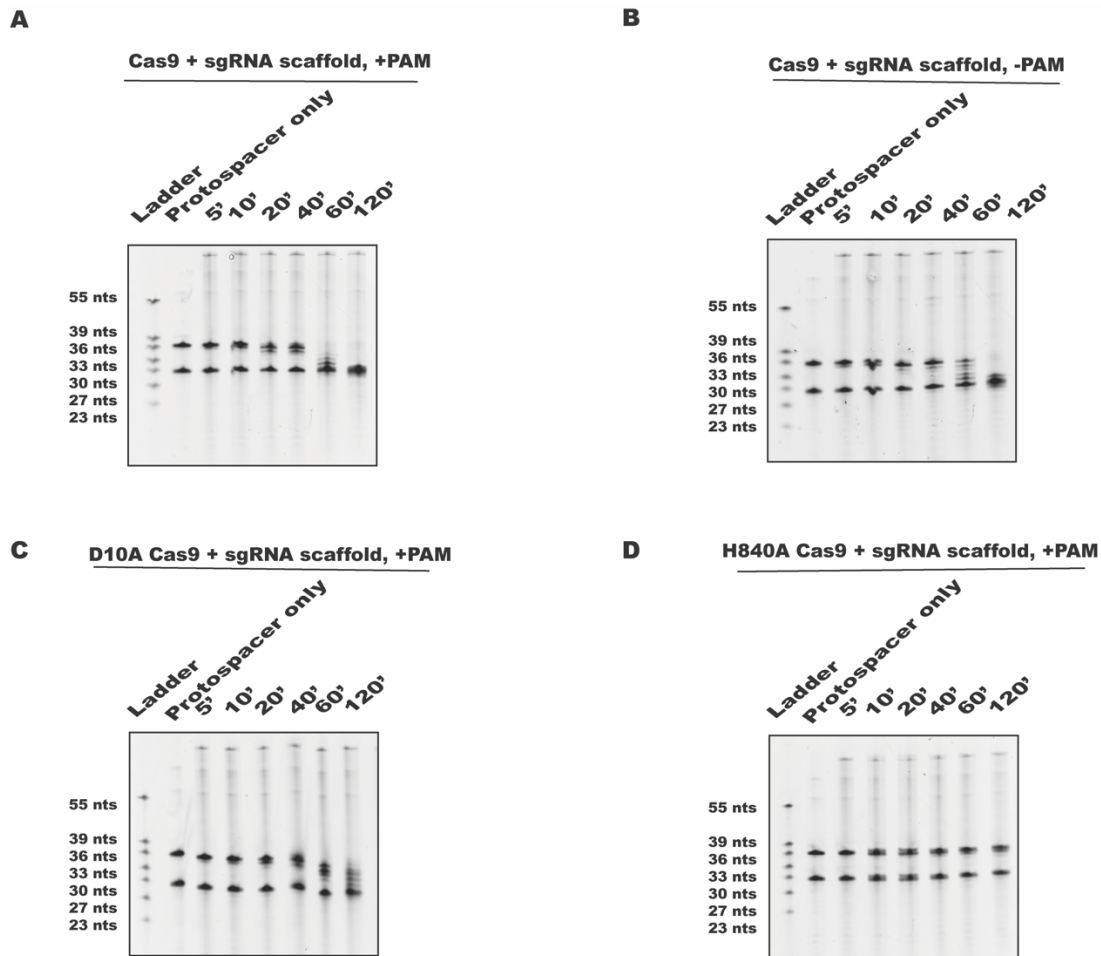 A
Cas9 + sgRNA scaffold, +PAM
Ladder
Protospacer only
5’
10’
20’
40’
60’
120’
55 nts
39 nts
36 nts
33 nts
30 nts
27 nts
23 nts
B
Cas9 + sgRNA scaffold, -PAM
Ladder
Protospacer only
5’
10’
20’
40’
60’
120’
55 nts
39 nts
36 nts
33 nts
30 nts
27 nts
23 nts
C
D10A Cas9 + sgRNA scaffold, +PAM
Ladder
Protospacer only
5’
10’
20’
40’
60’
120’
55 nts
39 nts
36 nts
33 nts
30 nts
27 nts
23 nts
D
H840A Cas9 + sgRNA scaffold, +PAM
Ladder
Protospacer only
5’
10’
20’
40’
60’
120’
55 nts
39 nts
36 nts
33 nts
30 nts
27 nts
23 nts